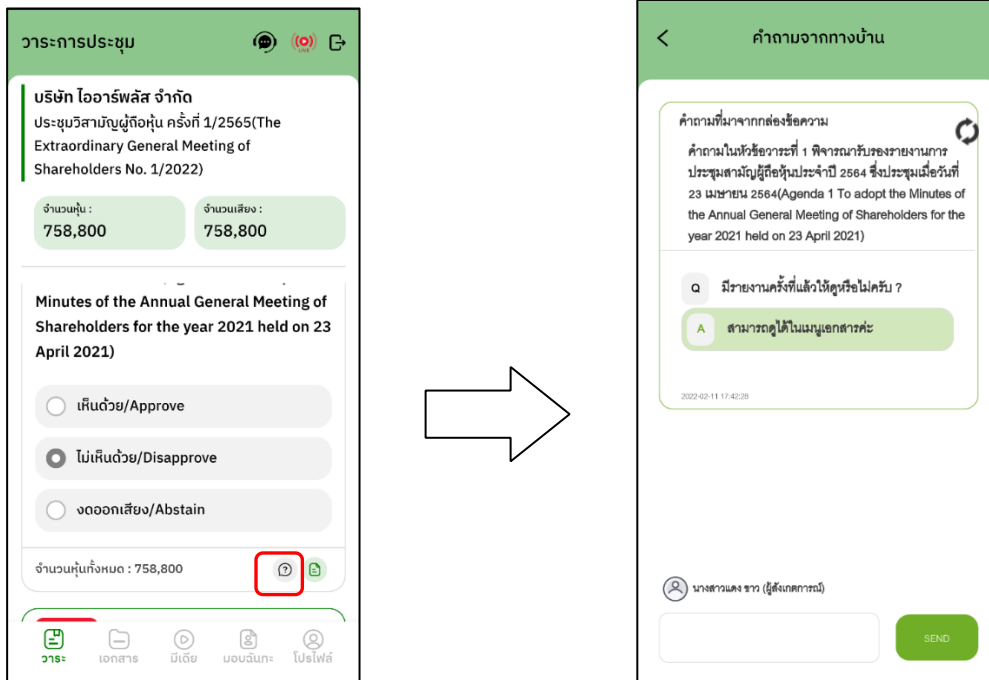 วาระการประชุม
LIVE
บริษัท ไออาร์พลัส จำกัด
ประชุมวิสามัญผู้ถือหุ้น ครั้งที่ 1/2565(The
Extraordinary General Meeting of
Shareholders No. 1/2022)
จำนวนหุ้น :
758,800
จำนวนเสียง :
758,800
Minutes of the Annual General Meeting of
Shareholders for the year 2021 held on 23
April 2021)
เห็นด้วย/Approve
ไม่เห็นด้วย/Disapprove
งดออกเสียง/Abstain
จำนวนหุ้นทั้งหมด : 758,800
วาระ
เอกสาร
มีเดีย
มอบฉันทะ
โปรไฟล์
คำถามจากทางบ้าน
คำถามที่มาจากกล่องข้อความ
คำถามในหัวข้อวาระที่ 1 พิจารณารับรองรายงานการ
ประชุมสามัญผู้ถือหุ้นประจำปี 2564 ซึ่งประชุมเมื่อวันที่
23 เมษายน 2564(Agenda 1 To adopt the Minutes of
the Annual General Meeting of Shareholders for the
year 2021 held on 23 April 2021)
Q มีรายงานครั้งที่แล้วให้ดูหรือไม่ครับ ?
A สามารถดูได้ในเมนูเอกสารค่ะ
2022-02-11 17:42:28
นางสาวแดง ขาว (ผู้สังเกตการณ์)
SEND